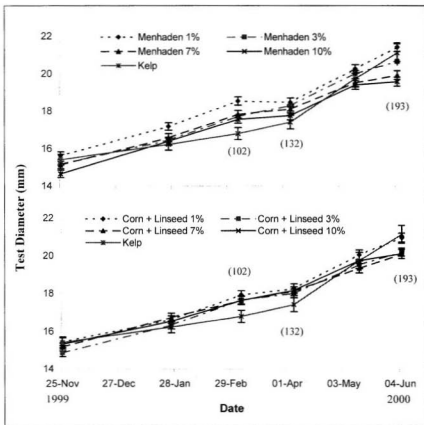 22
Menhaden 1% Menhaden 3%
Menhaden 7% Menhaden 10%
Kelp
20
18
16
14
(102)
(132)
(193)
Test Diameter (mm)
22
Corn + Linseed 1% Corn + Linseed 3%
Corn + Linseed 7% Corn + Linseed 10%
Kelp
20
18
16
14
(102)
(132)
(193)
25-Nov 27-Dec 28-Jan 29-Feb 01-Apr 03-May 04-Jun
1999 2000
Date